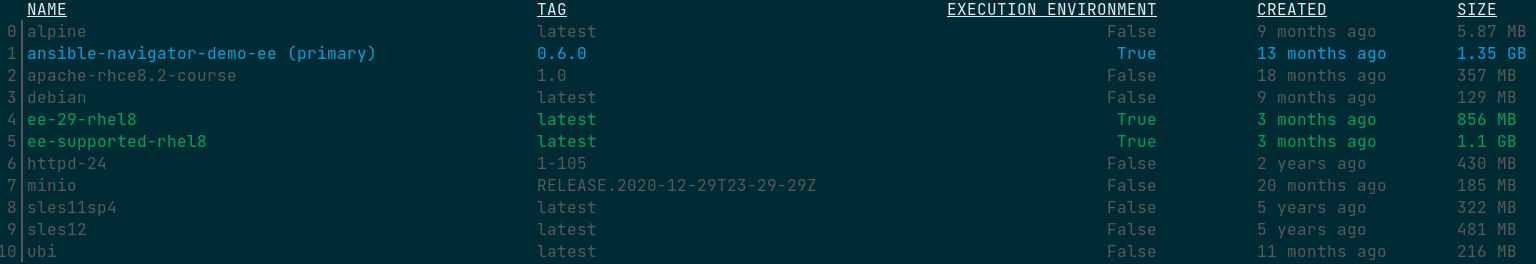 NAME TAG EXECUTION ENVIRONMENT CREATED SIZE
0 alpine latest False 9 months ago 5.87 MB
1 ansible-navigator-demo-ee (primary) 0.6.0 True 13 months ago 1.35 GB
2 apache-rhce8.2-course 1.0 False 18 months ago 357 MB
3 debian latest False 9 months ago 129 MB
4 ee-29-rhel8 latest True 3 months ago 856 MB
5 ee-supported-rhel8 latest True 3 months ago 1.1 GB
6 httpd-24 1-105 False 2 years ago 430 MB
7 minio RELEASE.2020-12-29T23-29-29Z False 20 months ago 185 MB
8 sles11sp4 latest False 5 years ago 322 MB
9 sles12 latest False 5 years ago 481 MB
10 ubi latest False 11 months ago 216 MB